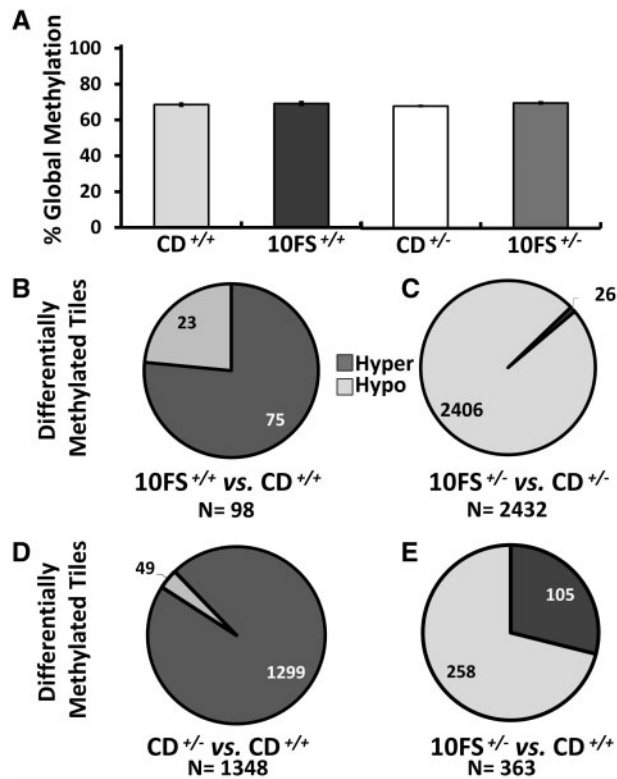 A
% Global Methylation
100
80
60
40
20
0
CD +/+
10FS +/+
CD +/-
10FS +/-
B
Differentially
Methylated Tiles
23
75
10FS +/+ vs. CD +/+
N= 98
Hyper
Hypo
C
26
2406
10FS +/- vs. CD +/-
N= 2432
D
Differentially
Methylated Tiles
49
1299
CD +/- vs. CD +/+
N= 1348
E
105
258
10FS +/- vs. CD +/+
N= 363